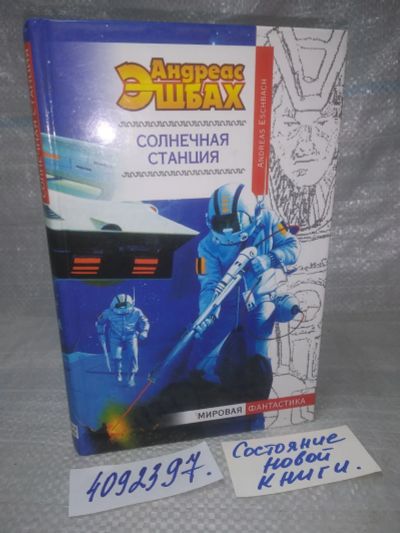 Андреас
ЭШБАХ
СОЛНЕЧНАЯ
СТАНЦИЯ
ANDREAS ESCHBACH
МИРОВАЯ ФАНТАСТИКА
4092397.
Состояние
новой
книги.